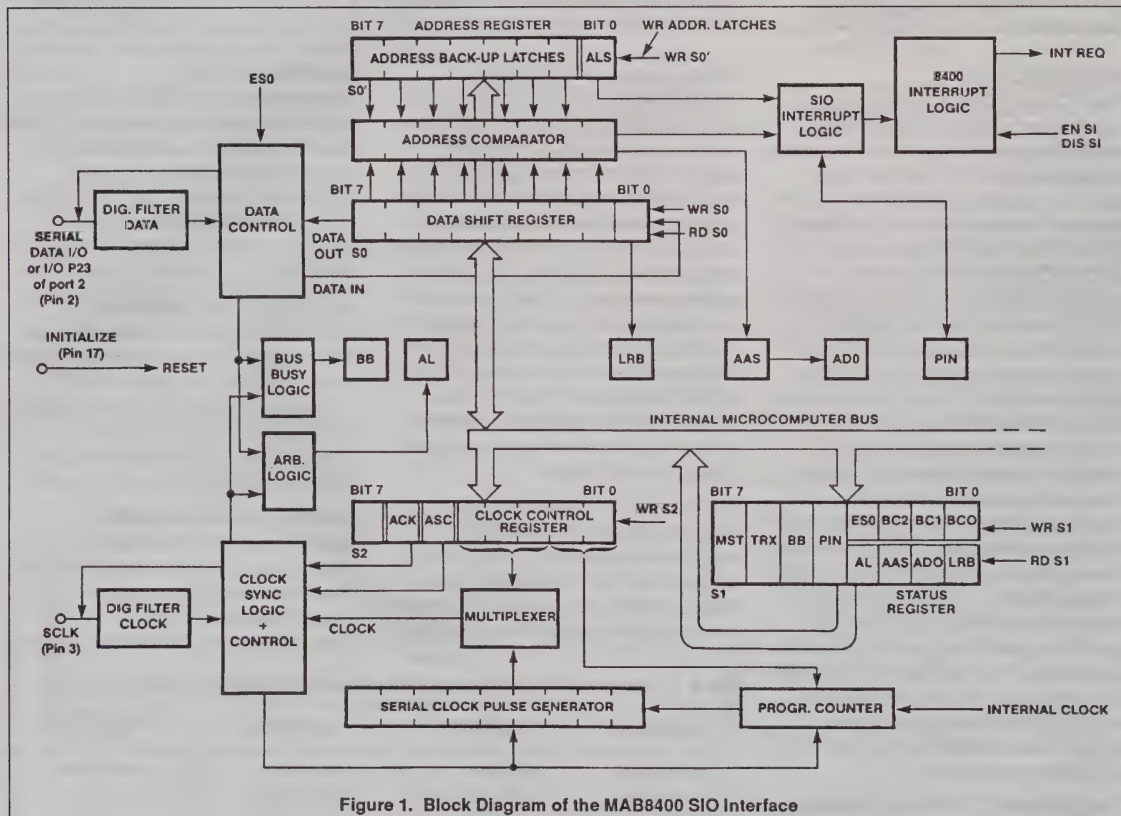 BIT 7 ADDRESS REGISTER BIT 0
WR ADDR. LATCHES
ADDRESS BACK-UP LATCHES ALS
WR S0'
S0'
8400
INTERRUPT
LOGIC
INT REQ
EN SI
DIS SI
SIO
INTERRUPT
LOGIC
ES0
ADDRESS COMPARATOR
BIT 7 BIT 0
DATA SHIFT REGISTER
WR S0
RD S0
DATA
OUT S0
DATA IN
DATA
CONTROL
DIG. FILTER
DATA
SERIAL
DATA I/O
or I/O P23
of port 2
(Pin 2)
INITIALIZE
(Pin 17)
RESET
BUS
BUSY
LOGIC
BB
AL
LRB
AAS
AD0
PIN
ARB.
LOGIC
INTERNAL MICROCOMPUTER BUS
BIT 7 BIT 0
ACK ASC CLOCK CONTROL
REGISTER
S2
WR S2
BIT 7 BIT 0
MST TRX BB PIN
ES0 BC2 BC1 BCO
WR S1
AL AAS ADO LRB
RD S1
S1
STATUS
REGISTER
CLOCK
SYNC
LOGIC
+
CONTROL
DIG FILTER
CLOCK
SCLK
(Pin 3)
CLOCK
MULTIPLEXER
SERIAL CLOCK PULSE GENERATOR
PROGR. COUNTER
INTERNAL CLOCK
Figure 1. Block Diagram of the MAB8400 SIO Interface